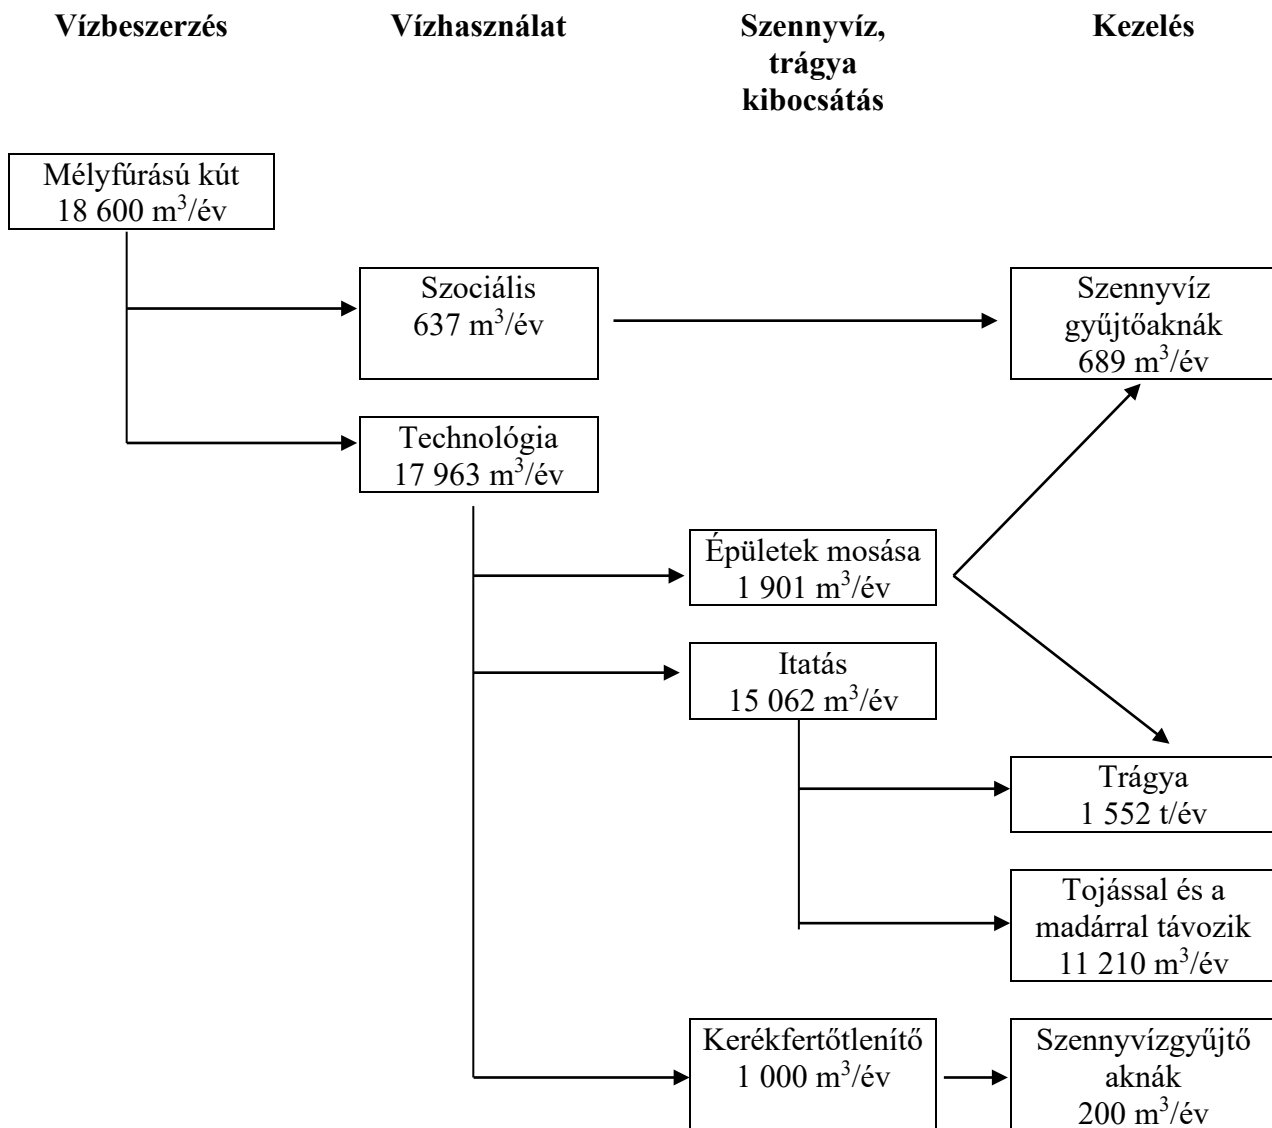 Vízbeszerzés
Vízhasználat
Szennyvíz,
trágya
kibocsátás
Kezelés
Mélyfúrású kút
18 600 m³/év
Szociális
637 m³/év
Szennyvíz
gyűjtőaknák
689 m³/év
Technológia
17 963 m³/év
Épületek mosása
1 901 m³/év
Itatás
15 062 m³/év
Trágya
1 552 t/év
Tojással és a
madárral távozik
11 210 m³/év
Kerékfertőtlenítő
1 000 m³/év
Szennyvízgyűjtő
aknák
200 m³/év